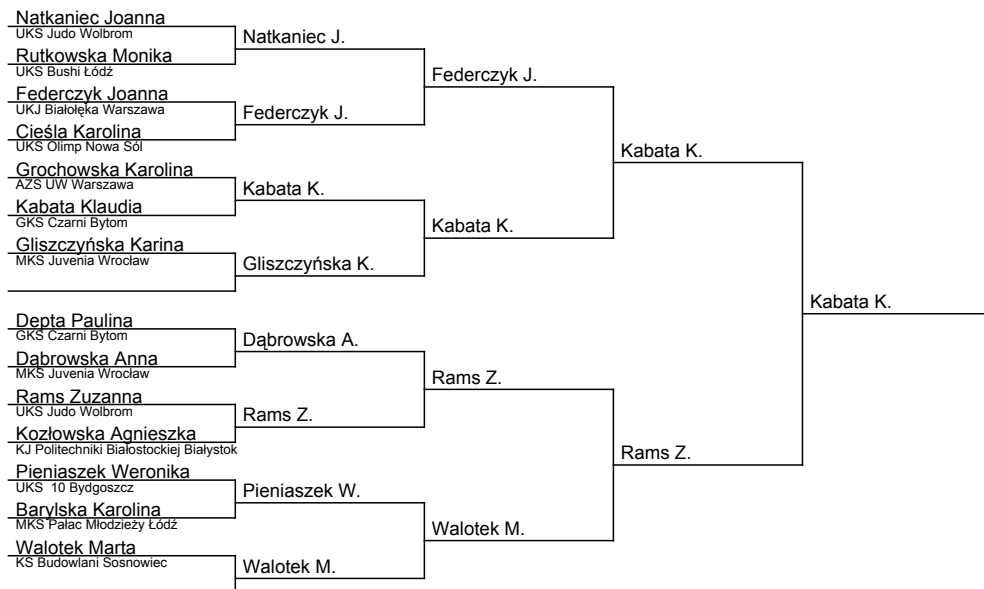 Natkaniec Joanna
UKS Judo Wolbrom
Natkaniec J.
Rutkowska Monika
UKS Bushi Łódź
Federczyk J.
Federczyk Joanna
UKJ Białołęka Warszawa
Federczyk J.
Cieśla Karolina
UKS Olimp Nowa Sól
Kabata K.
Grochowska Karolina
AZS UW Warszawa
Kabata K.
Kabata Klaudia
GKS Czarni Bytom
Kabata K.
Gliszczyńska Karina
MKS Juvenia Wrocław
Gliszczyńska K.
Kabata K.
Depta Paulina
GKS Czarni Bytom
Dąbrowska A.
Dąbrowska Anna
MKS Juvenia Wrocław
Rams Z.
Rams Zuzanna
UKS Judo Wolbrom
Rams Z.
Kozłowska Agnieszka
KJ Politechniki Białostockiej Białystok
Rams Z.
Pieniaszek Weronika
UKS  10 Bydgoszcz
Pieniaszek W.
Barylska Karolina
MKS Pałac Młodzieży Łódź
Walotek M.
Walotek Marta
KS Budowlani Sosnowiec
Walotek M.